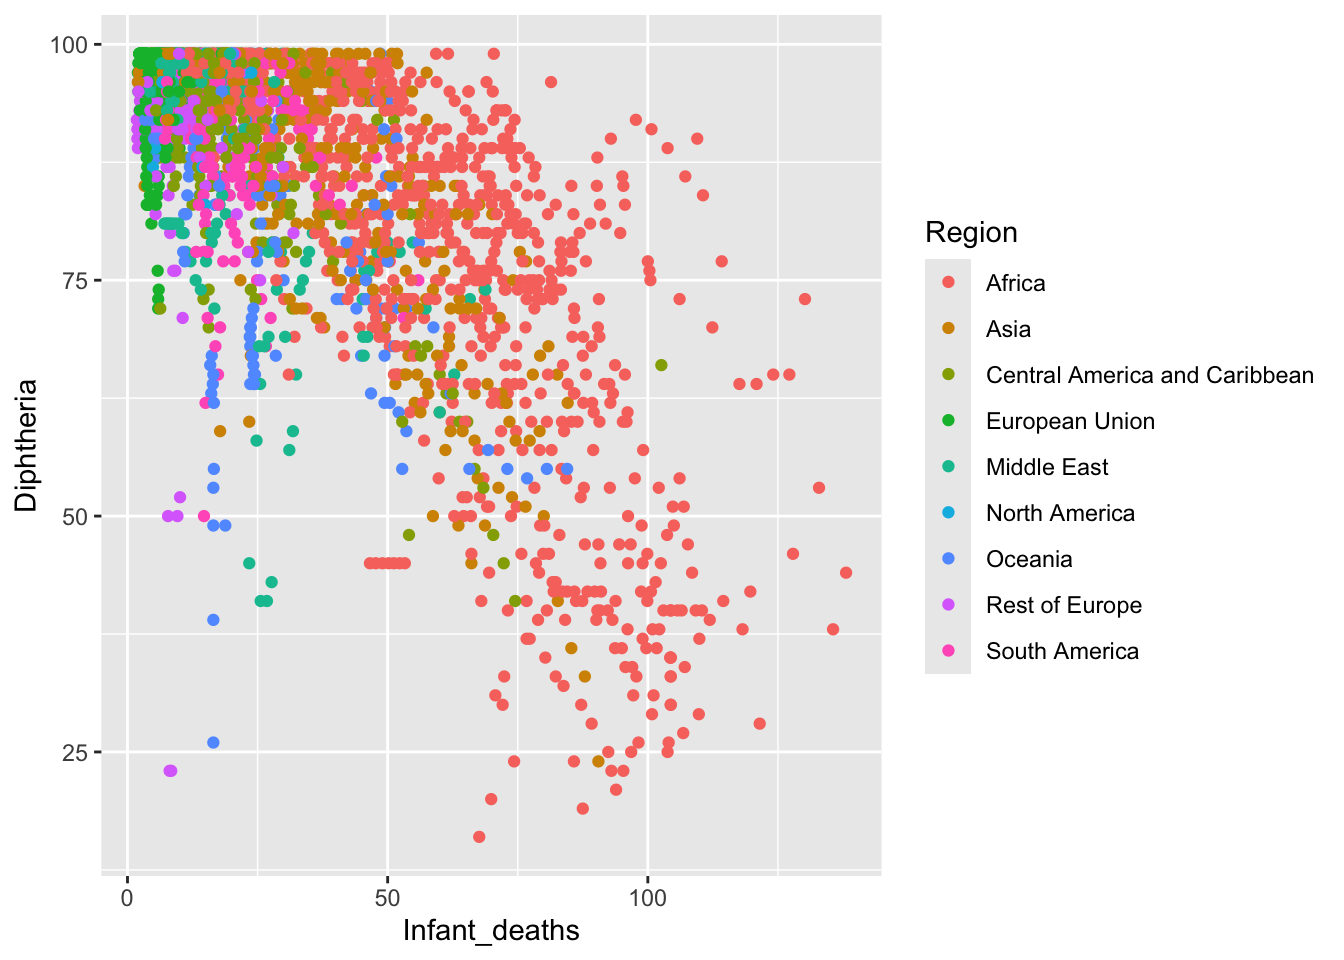 100
75
50
25
Diphtheria
0
50
100
Infant_deaths
Region
Africa
Asia
Central America and Caribbean
European Union
Middle East
North America
Oceania
Rest of Europe
South America